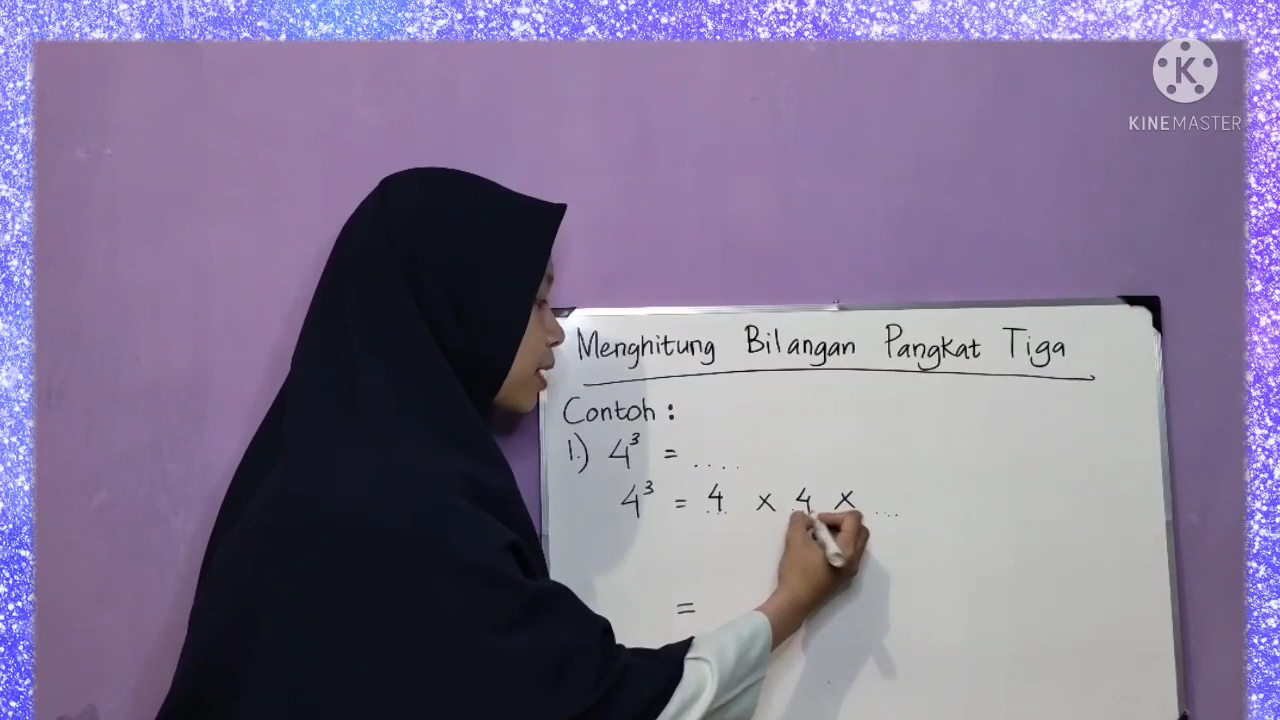 KINEMASTER
Menghitung Bilangan Pangkat Tiga
Contoh :
1.) 4³ = ....
4³ = 4 x 4 x ...
=